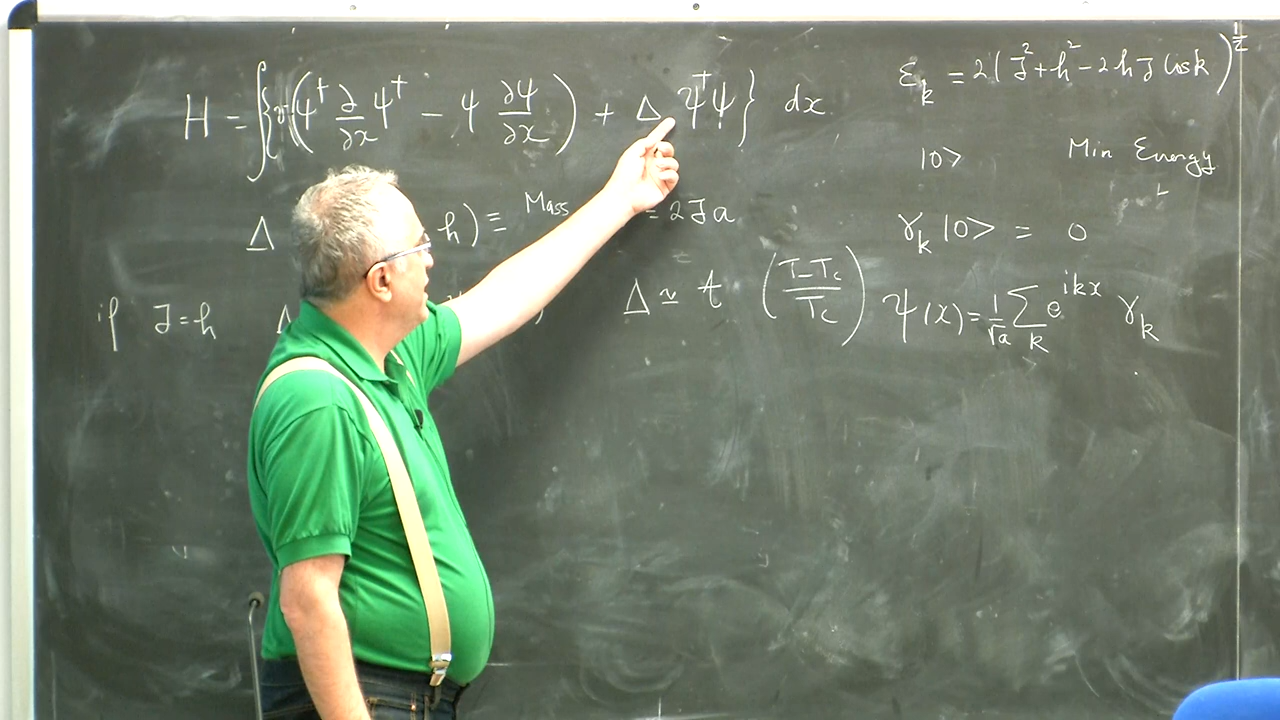 H = ∫{v(ψ† ∂/∂x ψ† − ψ ∂ψ/∂x) + Δ ψ†ψ} dx
Δ h) ≡ Mass = 2Ja
if J=h Δ
Δ ≃ t (T−Tc/Tc)
ε_k = 2(J²+h²−2hJ Cosk)^½
|0> Min Energy
γ_k |0> = 0
ψ(x) = 1/√a Σ_k e^{ikx} γ_k